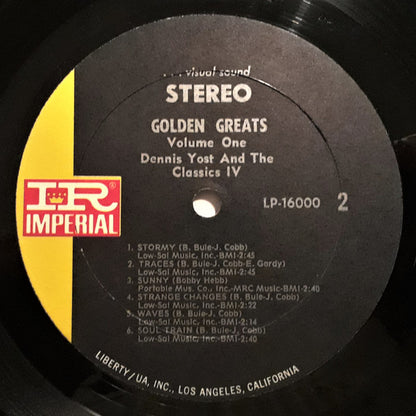 visual sound
STEREO
GOLDEN GREATS
Volume One
Dennis Yost And The
Classics IV
LP-16000 2
IR®
IMPERIAL
1. STORMY (B. Buie-J. Cobb)
Low-Sal Music, Inc.-BMI-2:45
2. TRACES (B. Buie-J. Cobb-E. Gordy)
Low-Sal Music, Inc.-BMI-2:45
3. SUNNY (Bobby Hebb)
Portable Mus. Co., Inc.-MRC Music-BMI-2:40
4. STRANGE CHANGES (B. Buie-J. Cobb)
Low-Sal Music, Inc.-BMI-2:22
5. WAVES (B. Buie-J. Cobb)
Low-Sal Music, Inc.-BMI-2:14
6. SOUL TRAIN (B. Buie-J. Cobb)
Low-Sal Music, Inc.-BMI-2:40
LIBERTY/UA, INC., LOS ANGELES, CALIFORNIA